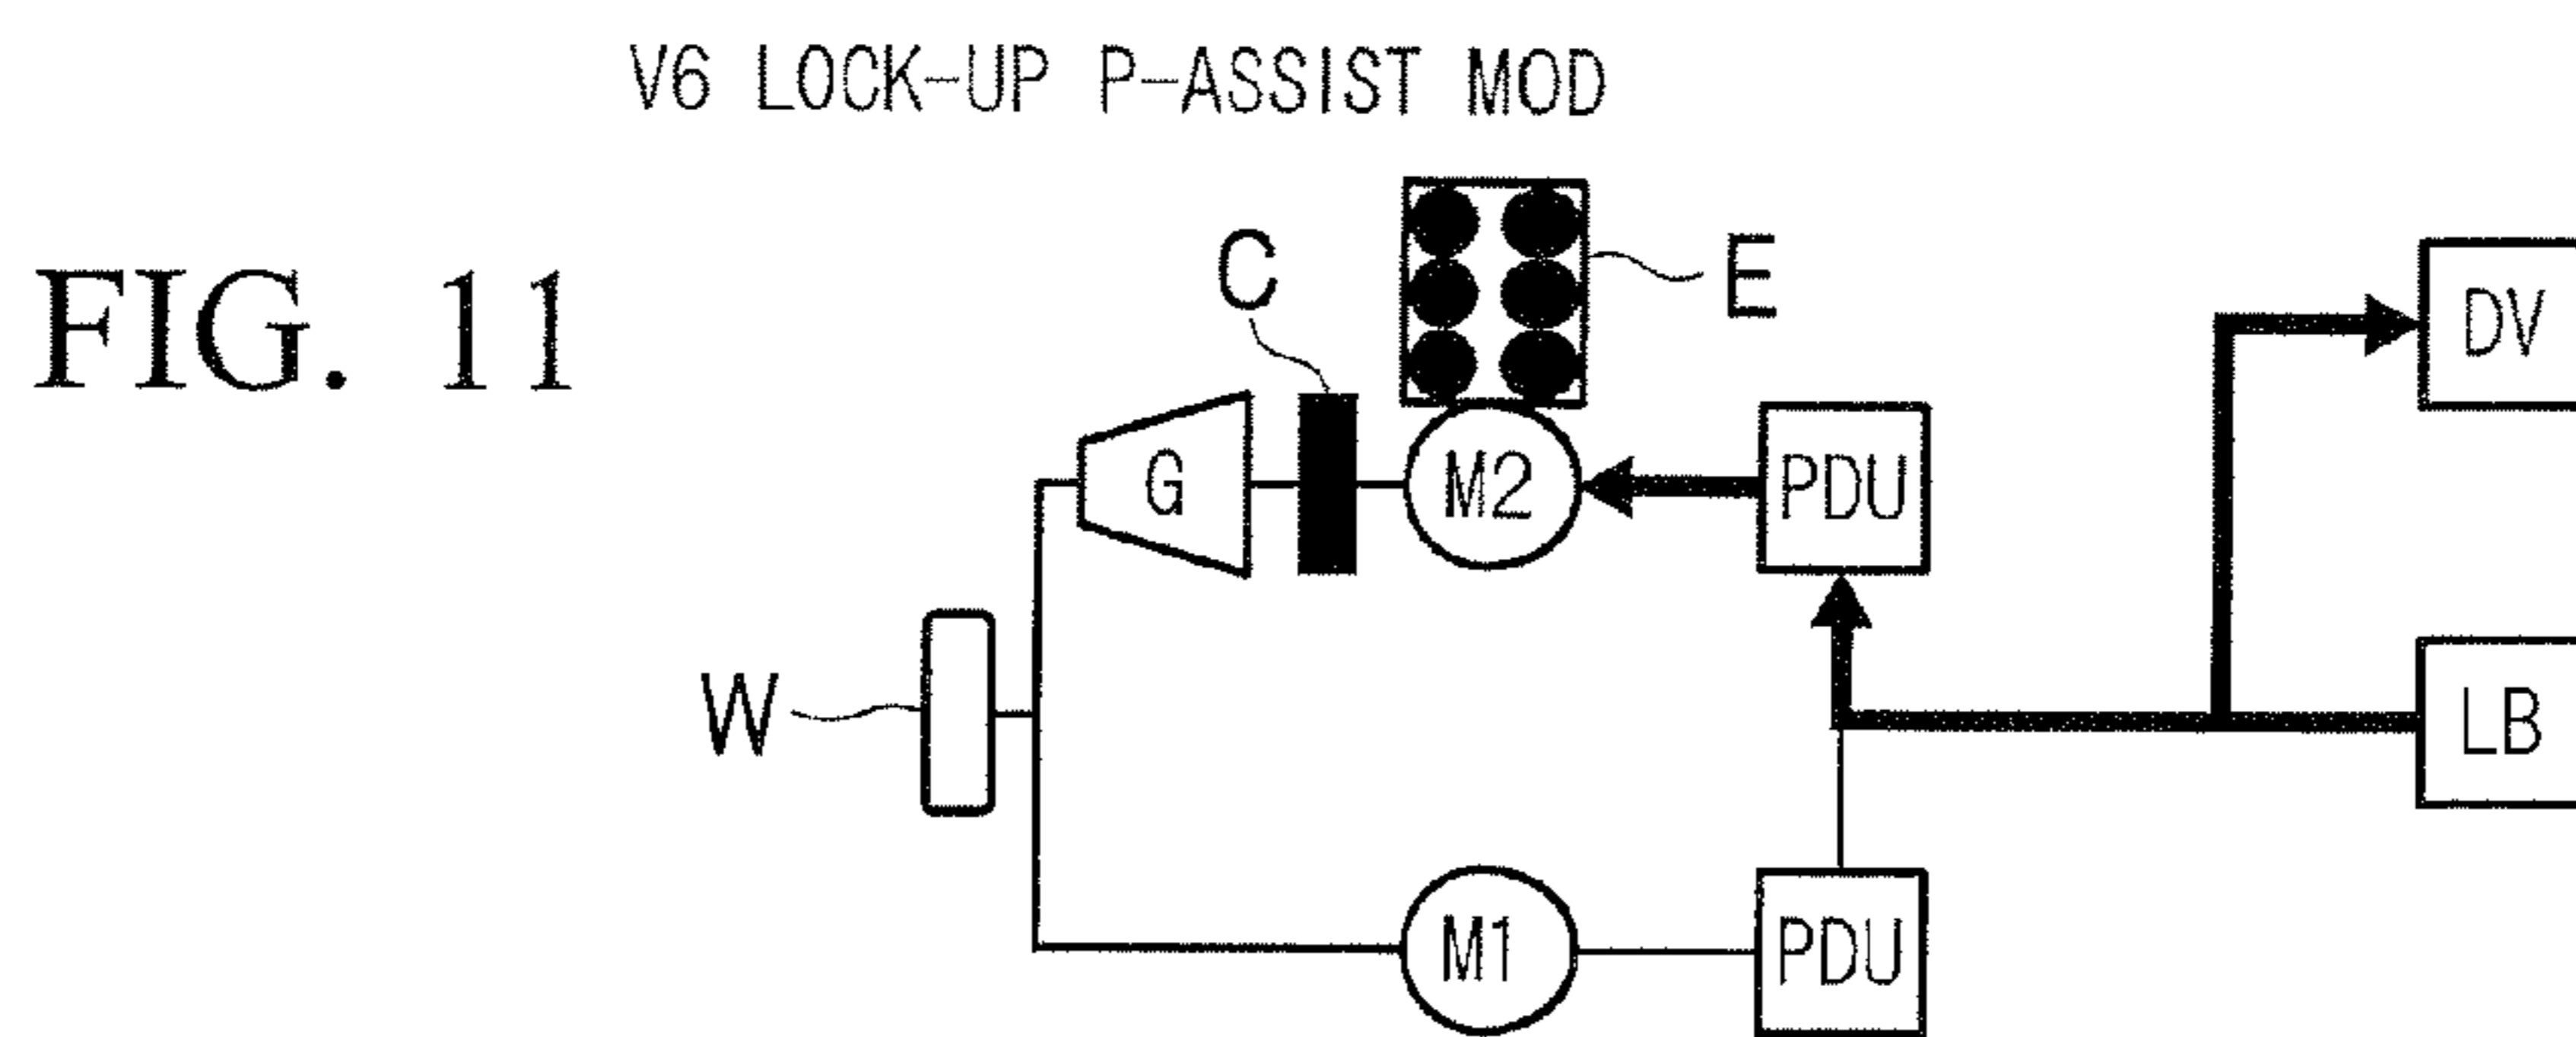 V6 LOCK-UP P-ASSIST MOD
FIG. 11
C
E
DV
G
M2
PDU
W
LB
M1
PDU